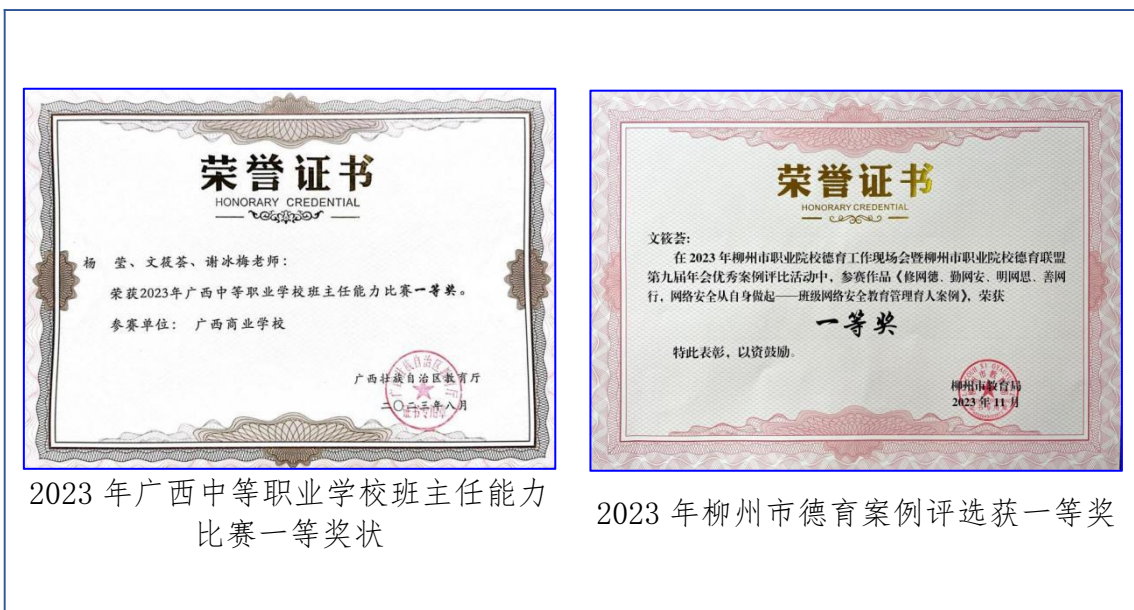 荣誉证书
HONORARY CREDENTIAL
杨 莹、文筱荟、谢冰梅老师：
荣获2023年广西中等职业学校班主任能力比赛一等奖。
参赛单位： 广西商业学校
广西壮族自治区教育厅
二〇二三年八月
2023 年广西中等职业学校班主任能力
比赛一等奖状
荣誉证书
HONORARY CREDENTIAL
文筱荟：
在 2023 年柳州市职业院校德育工作现场会暨柳州市职业院校德育联盟
第九届年会优秀案例评比活动中，参赛作品《修网德、勤网安、明网思、善网
行，网络安全从自身做起——班级网络安全教育管理育人案例》，荣获
一等奖
特此表彰，以资鼓励。
柳州市教育局
2023 年 11 月
2023 年柳州市德育案例评选获一等奖